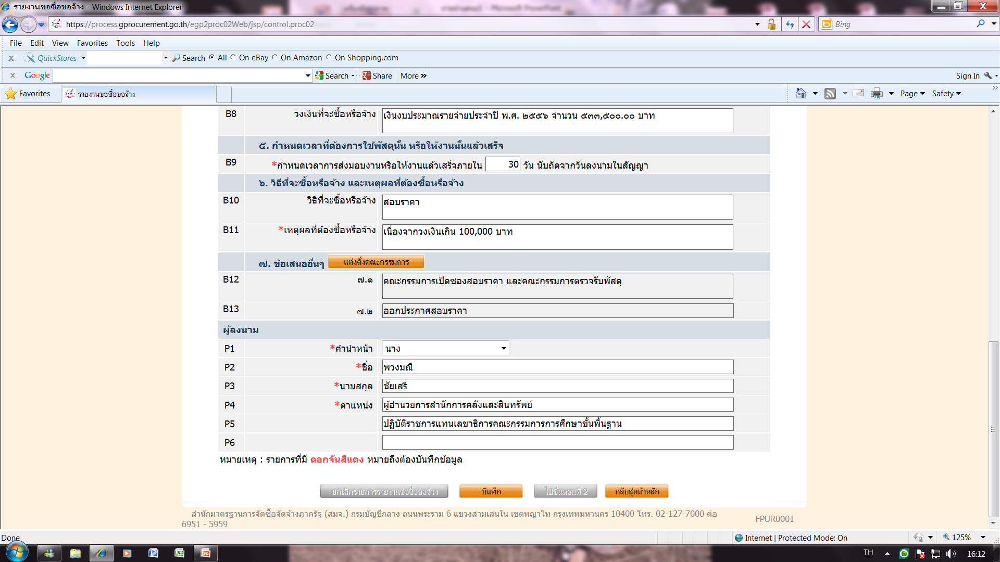 รายงานขอซื้อขอจ้าง - Windows Internet Explorer
https://process.gprocurement.go.th/egp2proc02Web/jsp/control.proc02
Bing
File Edit View Favorites Tools Help
x QuickStores Search All On eBay On Amazon On Shopping.com
x Google Search Share More » Sign In
Favorites รายงานขอซื้อขอจ้าง Page Safety »
B8 วงเงินที่จะซื้อหรือจ้าง เงินงบประมาณรายจ่ายประจำปี พ.ศ. ๒๕๕๖ จำนวน ๕๓๓,๕๐๐.๐๐ บาท
๕. กำหนดเวลาที่ต้องการใช้พัสดุนั้น หรือให้งานนั้นแล้วเสร็จ
B9 *กำหนดเวลาการส่งมอบงานหรือให้งานแล้วเสร็จภายใน 30 วัน นับถัดจากวันลงนามในสัญญา
๖. วิธีที่จะซื้อหรือจ้าง และเหตุผลที่ต้องซื้อหรือจ้าง
B10 วิธีที่จะซื้อหรือจ้าง สอบราคา
B11 *เหตุผลที่ต้องซื้อหรือจ้าง เนื่องจากวงเงินเกิน 100,000 บาท
๗. ข้อเสนออื่นๆ แต่งตั้งคณะกรรมการ
B12 ๗.๑ คณะกรรมการเปิดซองสอบราคา และคณะกรรมการตรวจรับพัสดุ
B13 ๗.๒ ออกประกาศสอบราคา
ผู้ลงนาม
P1 *คำนำหน้า นาง
P2 *ชื่อ พวงมณี
P3 *นามสกุล ชัยเสรี
P4 *ตำแหน่ง ผู้อำนวยการสำนักการคลังและสินทรัพย์
P5 ปฏิบัติราชการแทนเลขาธิการคณะกรรมการการศึกษาขั้นพื้นฐาน
P6
หมายเหตุ : รายการที่มี ดอกจันสีแดง หมายถึงต้องบันทึกข้อมูล
ยกเลิกรายการรายงานขอซื้อขอจ้าง บันทึก ไปขั้นตอนที่ 2 กลับสู่หน้าหลัก
สำนักมาตรฐานการจัดซื้อจัดจ้างภาครัฐ (สมจ.) กรมบัญชีกลาง ถนนพระราม 6 แขวงสามเสนใน เขตพญาไท กรุงเทพมหานคร 10400 โทร. 02-127-7000 ต่อ
6951 - 5959 FPUR0001
Done Internet | Protected Mode: On 125%
TH 16:12